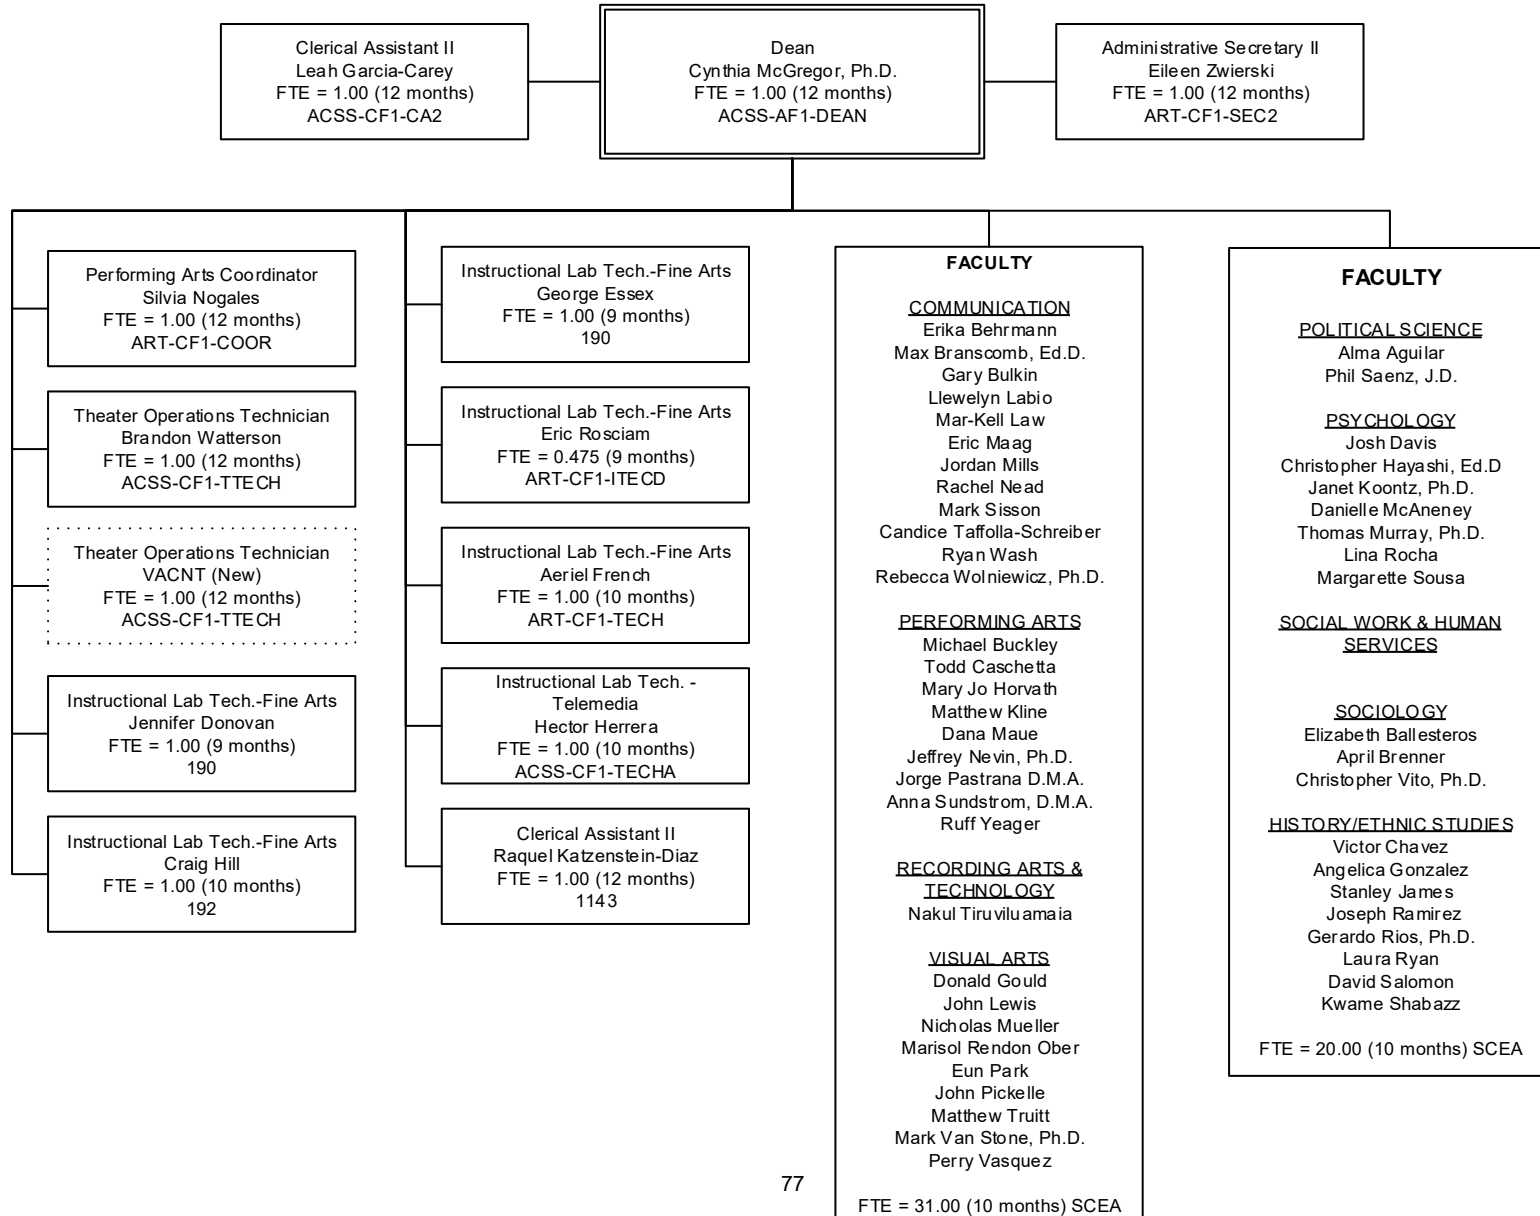 Clerical Assistant II
Leah Garcia-Carey
FTE = 1.00 (12 months)
ACSS-CF1-CA2
Dean
Cynthia McGregor, Ph.D.
FTE = 1.00 (12 months)
ACSS-AF1-DEAN
Administrative Secretary II
Eileen Zwierski
FTE = 1.00 (12 months)
ART-CF1-SEC2
Performing Arts Coordinator
Silvia Nogales
FTE = 1.00 (12 months)
ART-CF1-COOR
Theater Operations Technician
Brandon Watterson
FTE = 1.00 (12 months)
ACSS-CF1-TTECH
Theater Operations Technician
VACNT (New)
FTE = 1.00 (12 months)
ACSS-CF1-TTECH
Instructional Lab Tech.-Fine Arts
Jennifer Donovan
FTE = 1.00 (9 months)
190
Instructional Lab Tech.-Fine Arts
Craig Hill
FTE = 1.00 (10 months)
192
Instructional Lab Tech.-Fine Arts
George Essex
FTE = 1.00 (9 months)
190
Instructional Lab Tech.-Fine Arts
Eric Rosciam
FTE = 0.475 (9 months)
ART-CF1-ITECD
Instructional Lab Tech.-Fine Arts
Aeriel French
FTE = 1.00 (10 months)
ART-CF1-TECH
Instructional Lab Tech. -
Telemedia
Hector Herrera
FTE = 1.00 (10 months)
ACSS-CF1-TECHA
Clerical Assistant II
Raquel Katzenstein-Diaz
FTE = 1.00 (12 months)
1143
FACULTY
COMMUNICATION
Erika Behrmann
Max Branscomb, Ed.D.
Gary Bulkin
Llewelyn Labio
Mar-Kell Law
Eric Maag
Jordan Mills
Rachel Nead
Mark Sisson
Candice Taffolla-Schreiber
Ryan Wash
Rebecca Wolniewicz, Ph.D.
PERFORMING ARTS
Michael Buckley
Todd Caschetta
Mary Jo Horvath
Matthew Kline
Dana Maue
Jeffrey Nevin, Ph.D.
Jorge Pastrana D.M.A.
Anna Sundstrom, D.M.A.
Ruff Yeager
RECORDING ARTS &
TECHNOLOGY
Nakul Tiruviluamaia
VISUAL ARTS
Donald Gould
John Lewis
Nicholas Mueller
Marisol Rendon Ober
Eun Park
John Pickelle
Matthew Truitt
Mark Van Stone, Ph.D.
Perry Vasquez
FTE = 31.00 (10 months) SCEA
FACULTY
POLITICAL SCIENCE
Alma Aguilar
Phil Saenz, J.D.
PSYCHOLOGY
Josh Davis
Christopher Hayashi, Ed.D
Janet Koontz, Ph.D.
Danielle McAneney
Thomas Murray, Ph.D.
Lina Rocha
Margarette Sousa
SOCIAL WORK & HUMAN
SERVICES
SOCIOLOGY
Elizabeth Ballesteros
April Brenner
Christopher Vito, Ph.D.
HISTORY/ETHNIC STUDIES
Victor Chavez
Angelica Gonzalez
Stanley James
Joseph Ramirez
Gerardo Rios, Ph.D.
Laura Ryan
David Salomon
Kwame Shabazz
FTE = 20.00 (10 months) SCEA
77